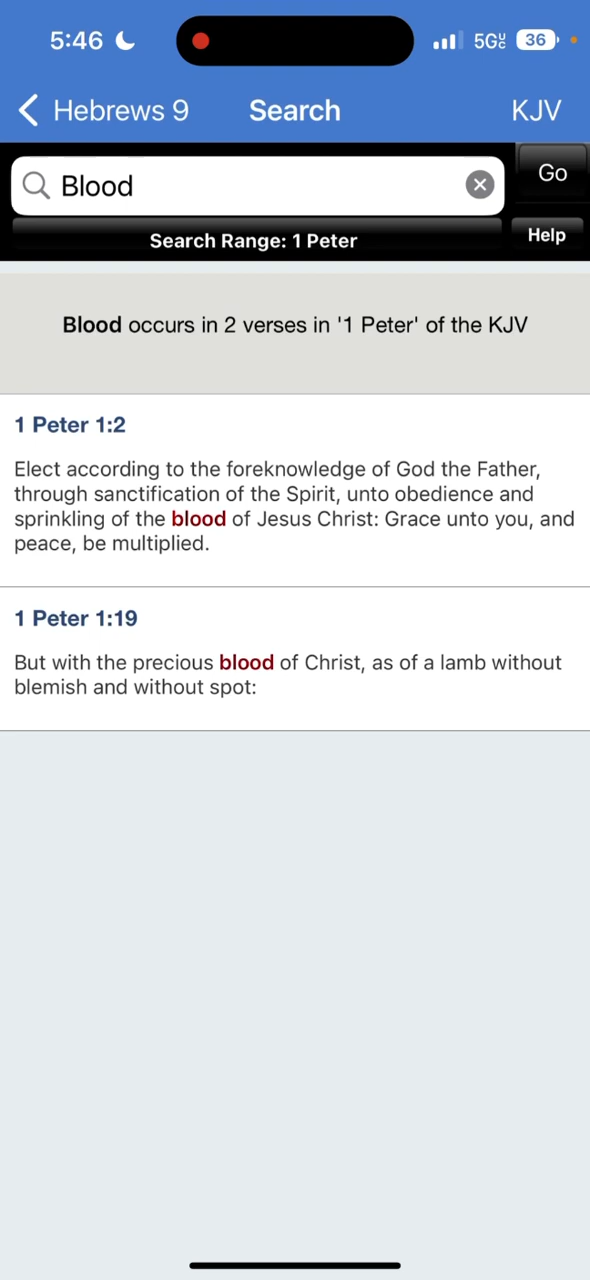 5:46
5G
36
Hebrews 9
Search
KJV
Blood
Go
Search Range: 1 Peter
Help
Blood occurs in 2 verses in '1 Peter' of the KJV
1 Peter 1:2
Elect according to the foreknowledge of God the Father,
through sanctification of the Spirit, unto obedience and
sprinkling of the blood of Jesus Christ: Grace unto you, and
peace, be multiplied.
1 Peter 1:19
But with the precious blood of Christ, as of a lamb without
blemish and without spot: